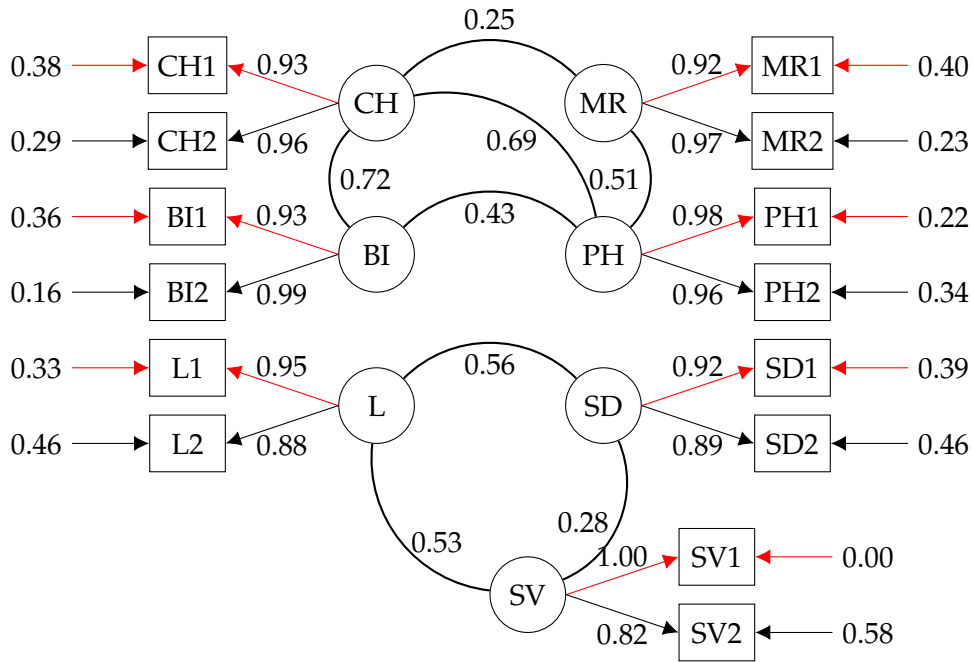 0.25
0.38 CH1 0.93 CH MR 0.92 MR1 0.40
0.29 CH2 0.96 0.69 0.97 MR2 0.23
0.72 0.51
0.36 BI1 0.93 0.43 0.98 PH1 0.22
BI PH
0.16 BI2 0.99 0.96 PH2 0.34
0.33 L1 0.95 0.56 0.92 SD1 0.39
L SD
0.46 L2 0.88 0.89 SD2 0.46
0.53 0.28
1.00 SV1 0.00
SV
0.82 SV2 0.58